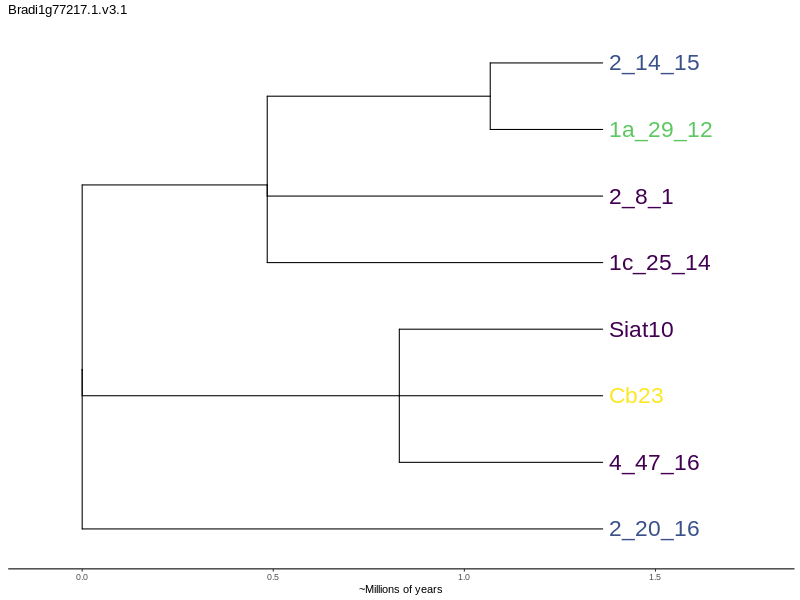 Bradi1g77217.1.v3.1
2_14_15
1a_29_12
2_8_1
1c_25_14
Siat10
Cb23
4_47_16
2_20_16
0.0 0.5 1.0 1.5
~Millions of years